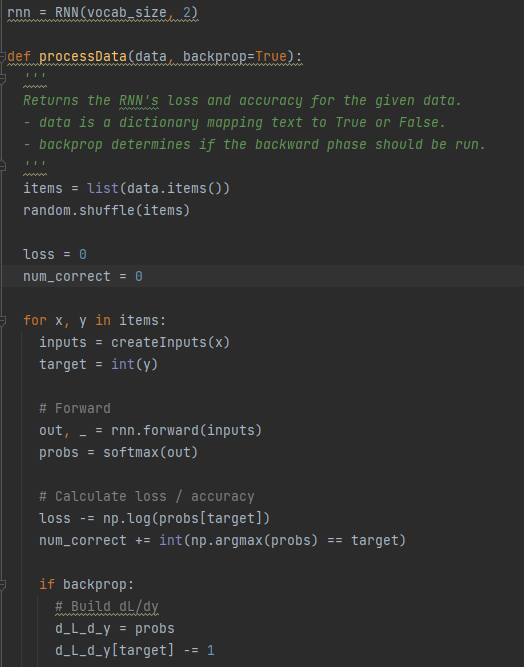 rnn = RNN(vocab_size, 2)
def processData(data, backprop=True):
'''
Returns the RNN's loss and accuracy for the given data.
- data is a dictionary mapping text to True or False.
- backprop determines if the backward phase should be run.
'''
items = list(data.items())
random.shuffle(items)
loss = 0
num_correct = 0
for x, y in items:
inputs = createInputs(x)
target = int(y)
# Forward
out, _ = rnn.forward(inputs)
probs = softmax(out)
# Calculate loss / accuracy
loss -= np.log(probs[target])
num_correct += int(np.argmax(probs) == target)
if backprop:
# Build dL/dy
d_L_d_y = probs
d_L_d_y[target] -= 1